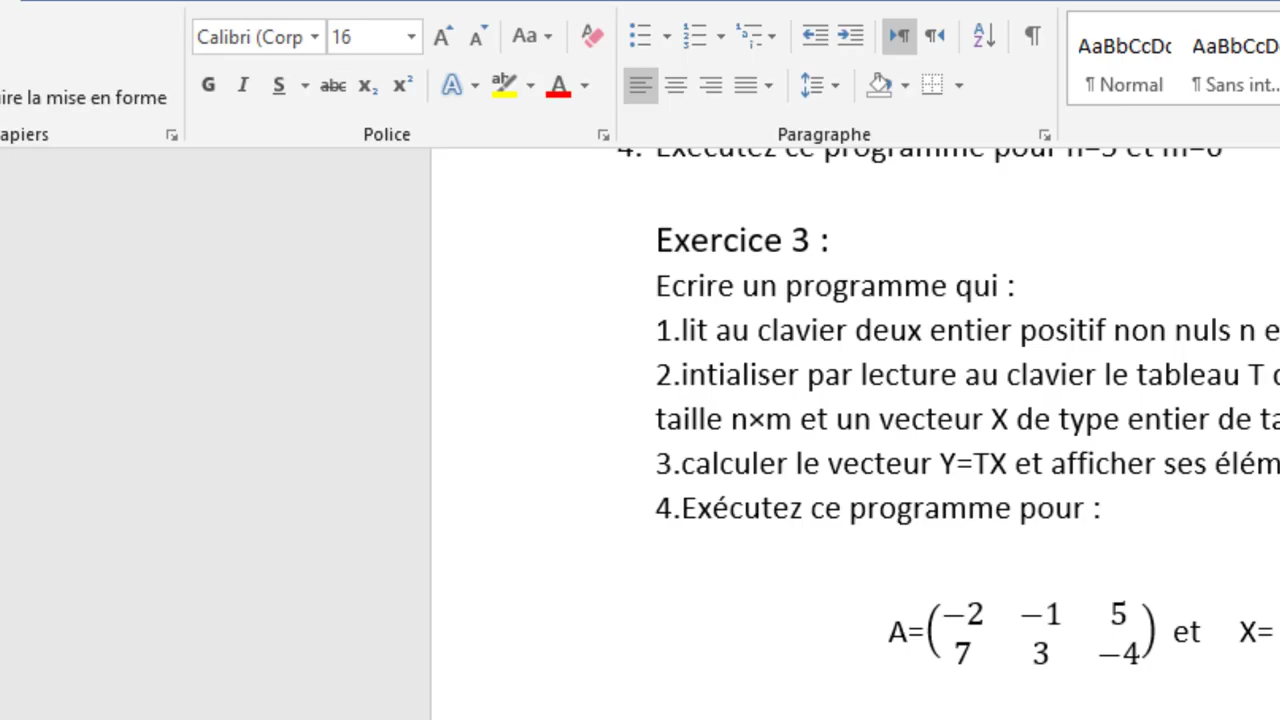 Calibri (Corp 16 Aa AaBbCcDc AaBbCcD
G I S abc x₂ x² A ab A ¶ Normal ¶ Sans int...
ire la mise en forme
apiers Police Paragraphe
4. Exécutez ce programme pour n=5 et m=6
Exercice 3 :
Ecrire un programme qui :
1.lit au clavier deux entier positif non nuls n e
2.intialiser par lecture au clavier le tableau T
taille n×m et un vecteur X de type entier de ta
3.calculer le vecteur Y=TX et afficher ses élém
4.Exécutez ce programme pour :
−2 −1 5
A=( ) et X=
7 3 −4